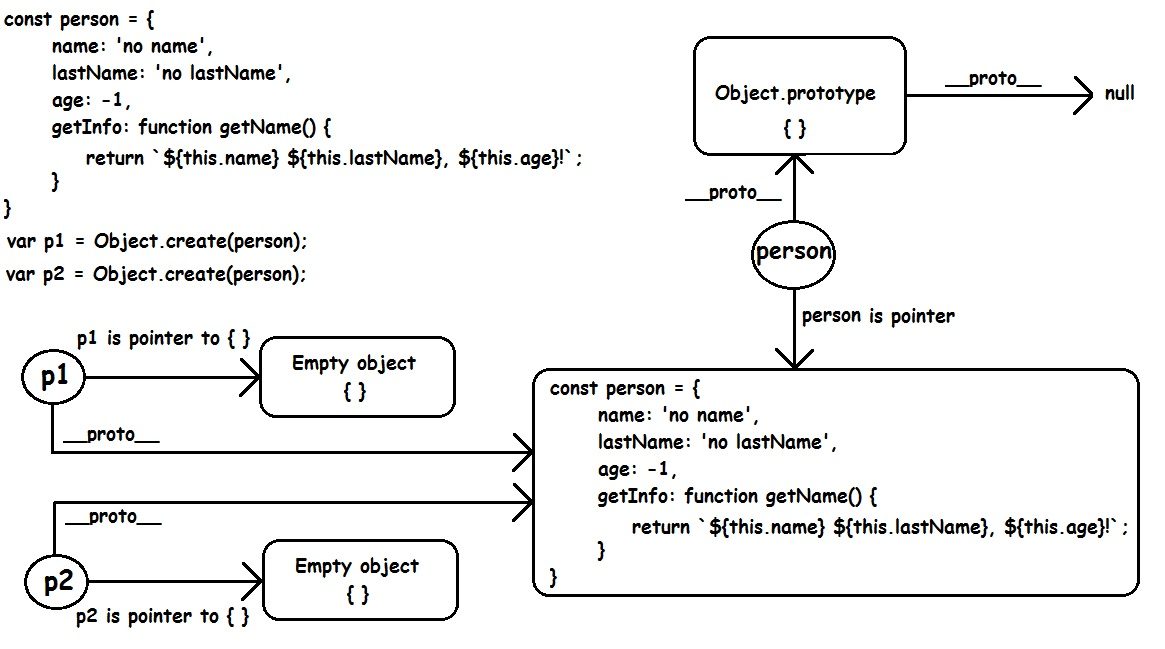 const person = {
name: 'no name',
lastName: 'no lastName',
age: -1,
getInfo: function getName() {
return `${this.name} ${this.lastName}, ${this.age}!`;
}
}
var p1 = Object.create(person);
var p2 = Object.create(person);
Object.prototype
{ }
__proto__
null
__proto__
person
person is pointer
p1 is pointer to { }
p1
Empty object
{ }
__proto__
__proto__
p2
Empty object
{ }
p2 is pointer to { }
const person = {
name: 'no name',
lastName: 'no lastName',
age: -1,
getInfo: function getName() {
return `${this.name} ${this.lastName}, ${this.age}!`;
}
}